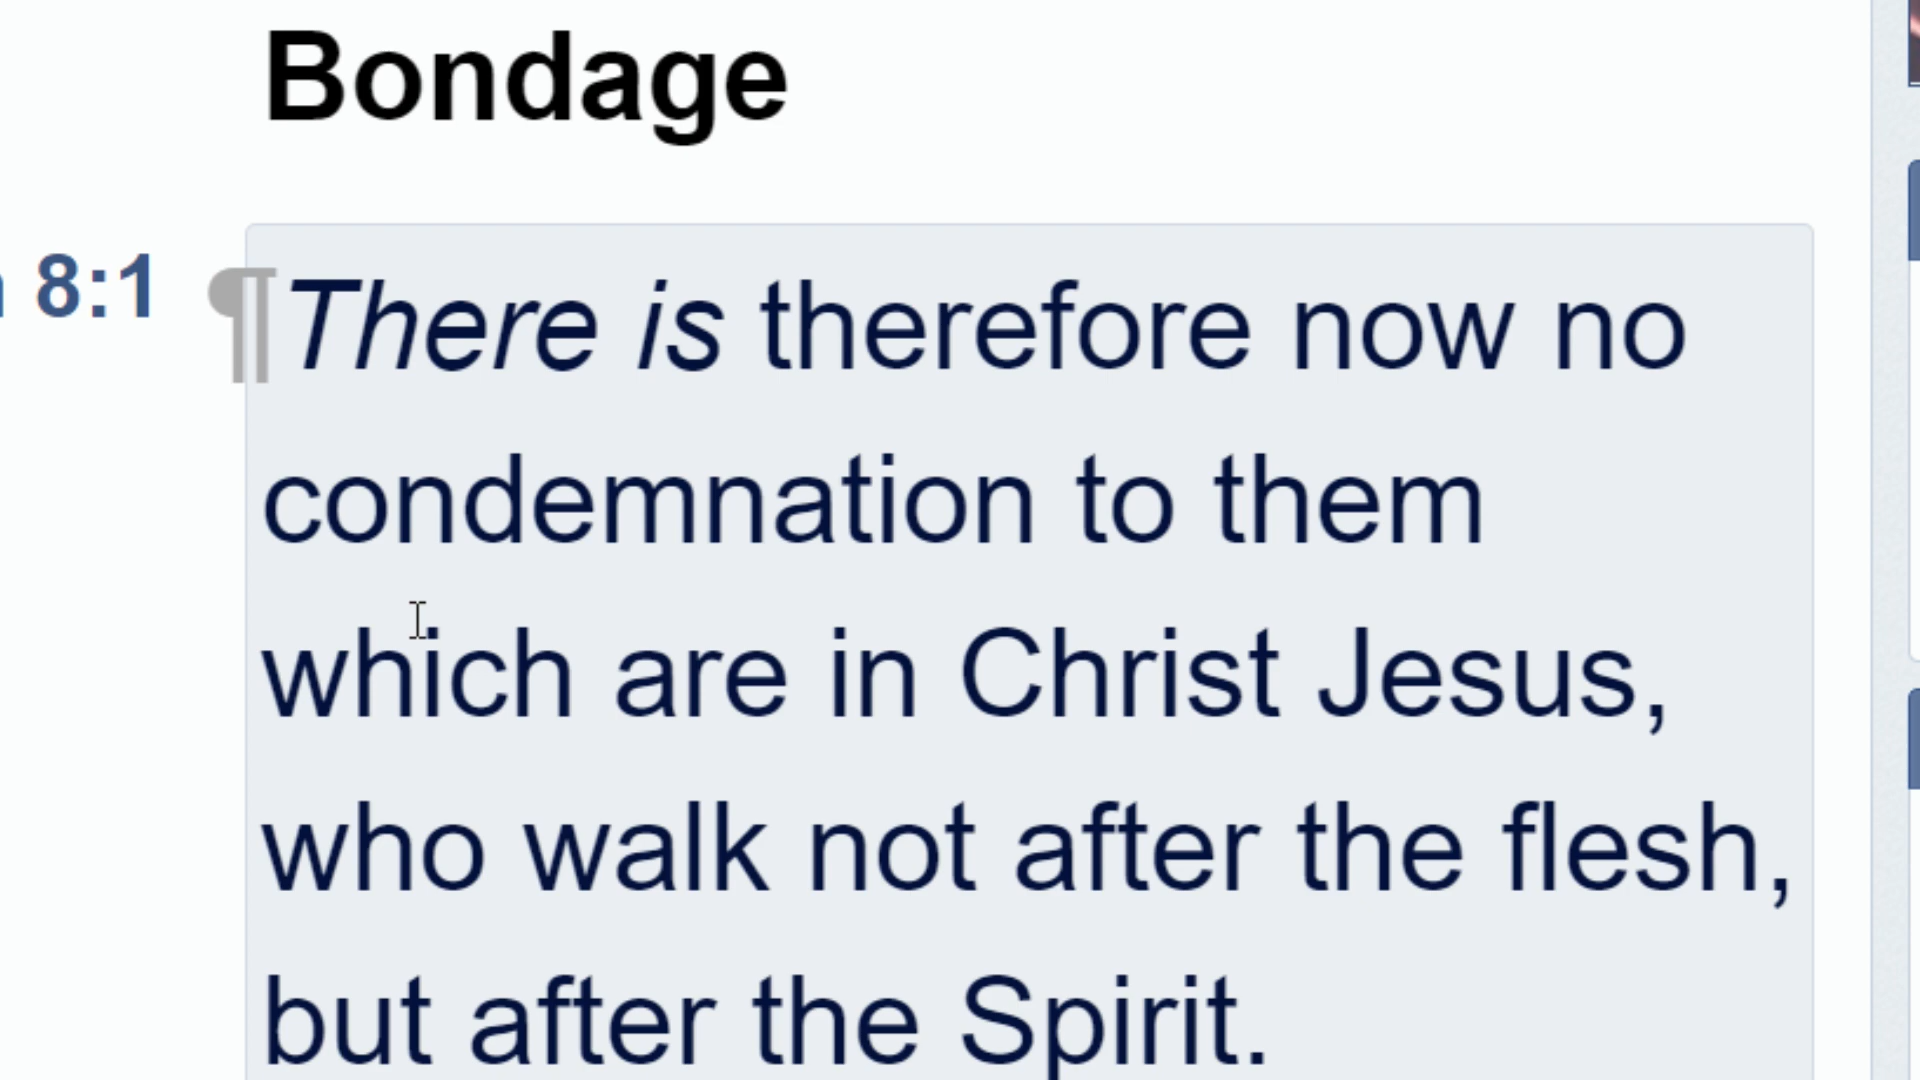 Bondage
8:1 ¶There is therefore now no
condemnation to them
which are in Christ Jesus,
who walk not after the flesh,
but after the Spirit.